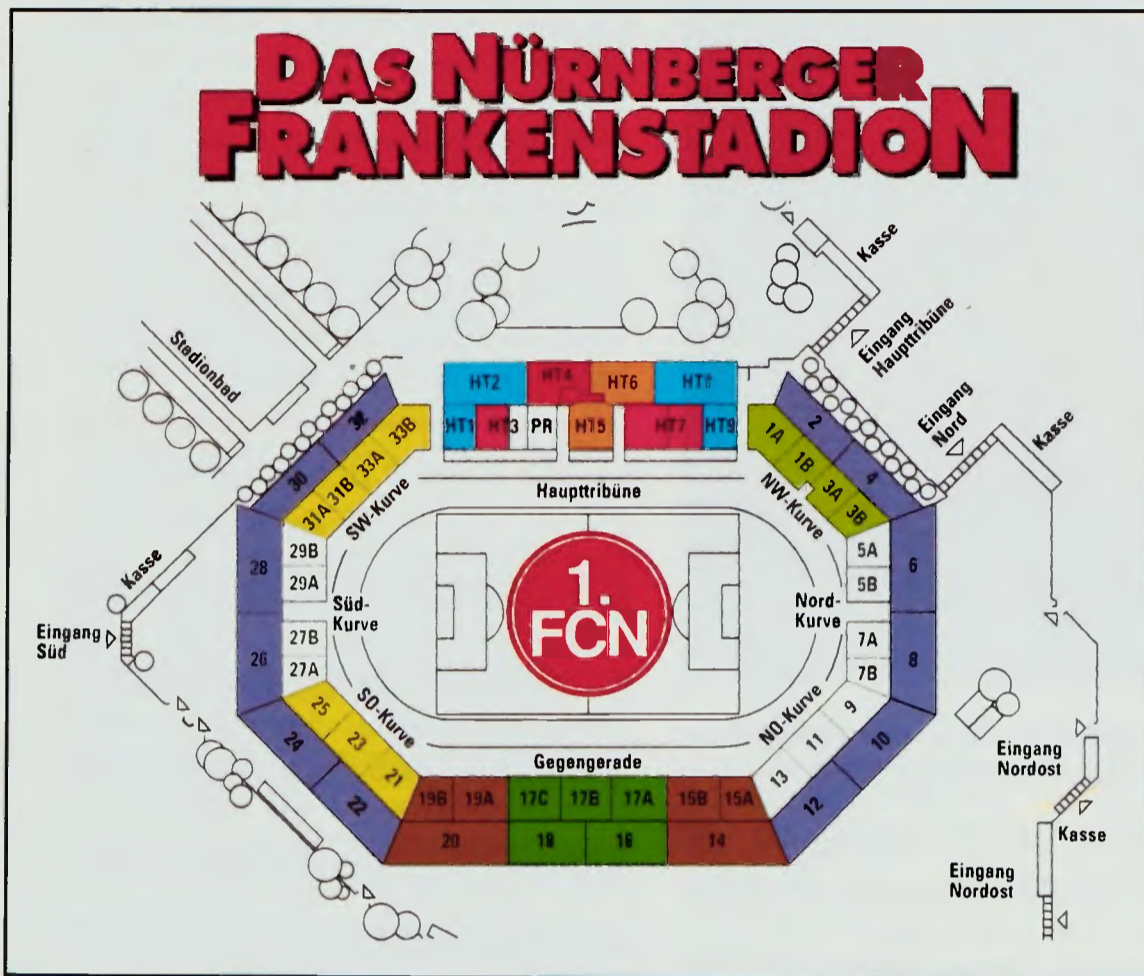 DAS NÜRNBERGER
FRANKENSTADION
Kasse
Eingang
Haupttribüne
Eingang
Nord
Kasse
Stadionbad
HT2
HT4
HT6
HT8
HT1
HT3
PR
HT5
HT7
HT9
32
33B
33A
30
31B
31A
SW-Kurve
Haupttribüne
2
1A
1B
4
3A
3B
NW-Kurve
28
29B
29A
5A
5B
6
Kasse
Eingang
Süd
Süd-
Kurve
1.
FCN
Nord-
Kurve
26
27B
27A
7A
7B
8
25
23
21
SO-Kurve
24
22
NO-Kurve
9
11
13
10
12
Gegengerade
19B
19A
17C
17B
17A
15B
15A
20
18
16
14
Eingang
Nordost
Kasse
Eingang
Nordost